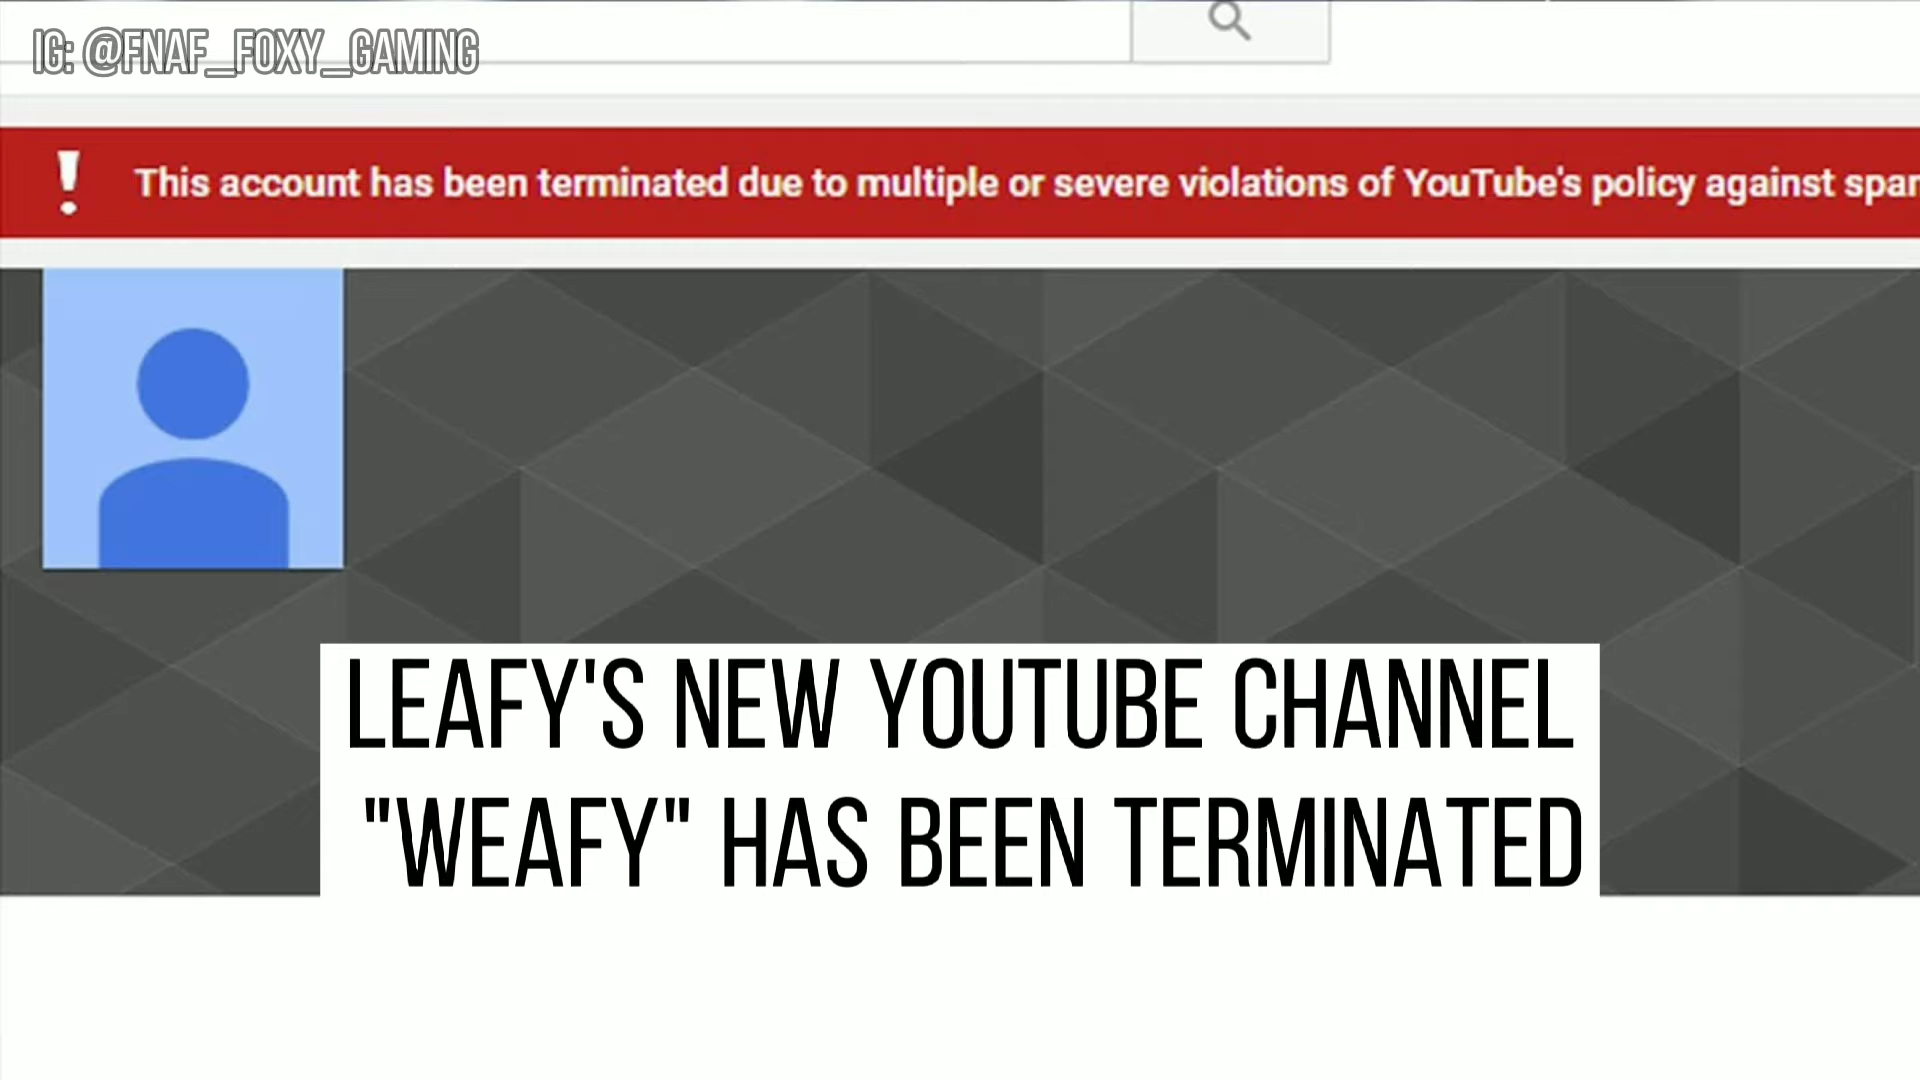 IG: @FNAF_FOXY_GAMING
This account has been terminated due to multiple or severe violations of YouTube's policy against
LEAFY'S NEW YOUTUBE CHANNEL
"WEAFY" HAS BEEN TERMINATED